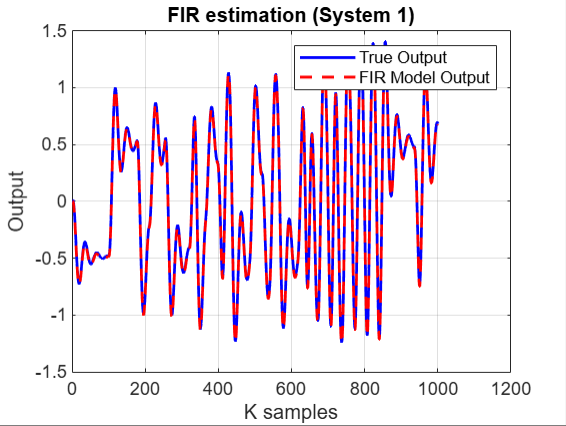 FIR estimation (System 1)
True Output
FIR Model Output
1.5
1
0.5
0
-0.5
-1
-1.5
Output
0 200 400 600 800 1000 1200
K samples